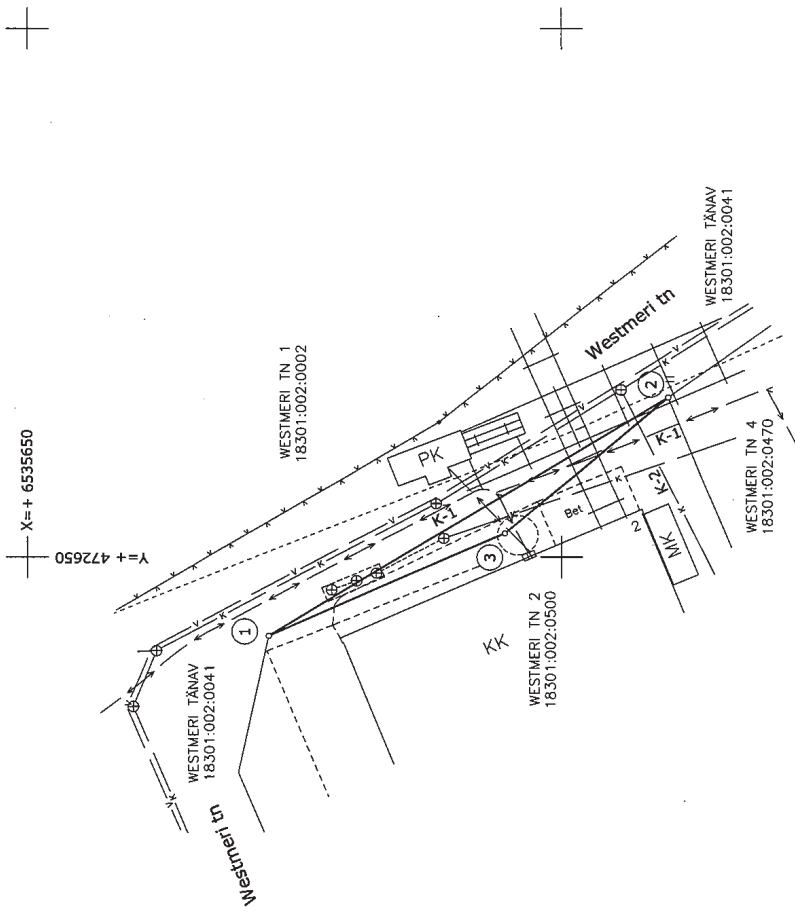 X=+ 6535650
Y=+ 472650
WESTMERI TN 1
18301:002:0002
WESTMERI TÄNAV
18301:002:0041
Westmeri tn
1
K-1
PK
3
Bet
KK
WESTMERI TN 2
18301:002:0500
2
MK
K-2
K-1
2
Westmeri tn
WESTMERI TÄNAV
18301:002:0041
WESTMERI TN 4
18301:002:0470